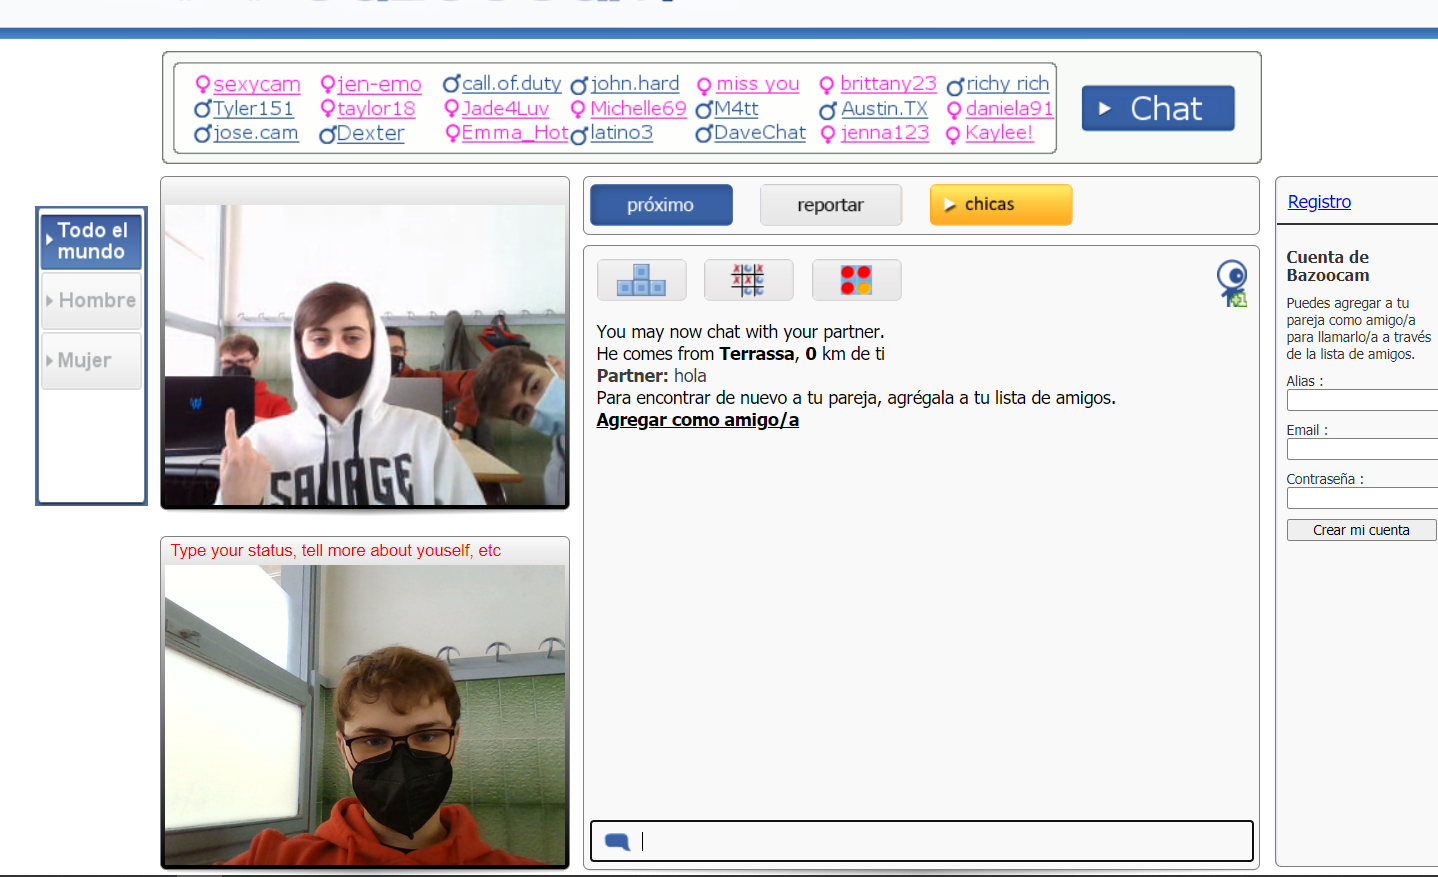 sexycam jen-emo call.of.duty john.hard miss you brittany23 richy rich
Tyler151 taylor18 Jade4Luv Michelle69 M4tt Austin.TX daniela91
jose.cam Dexter Emma_Hot latino3 DaveChat jenna123 Kaylee!
Chat
Todo el
mundo
Hombre
Mujer
SAVAGE
Type your status, tell more about youself, etc
próximo
reportar
chicas
+1
You may now chat with your partner.
He comes from Terrassa, 0 km de ti
Partner: hola
Para encontrar de nuevo a tu pareja, agrégala a tu lista de amigos.
Agregar como amigo/a
Registro
Cuenta de
Bazoocam
Puedes agregar a tu
pareja como amigo/a
para llamarlo/a a través
de la lista de amigos.
Alias :
Email :
Contraseña :
Crear mi cuenta